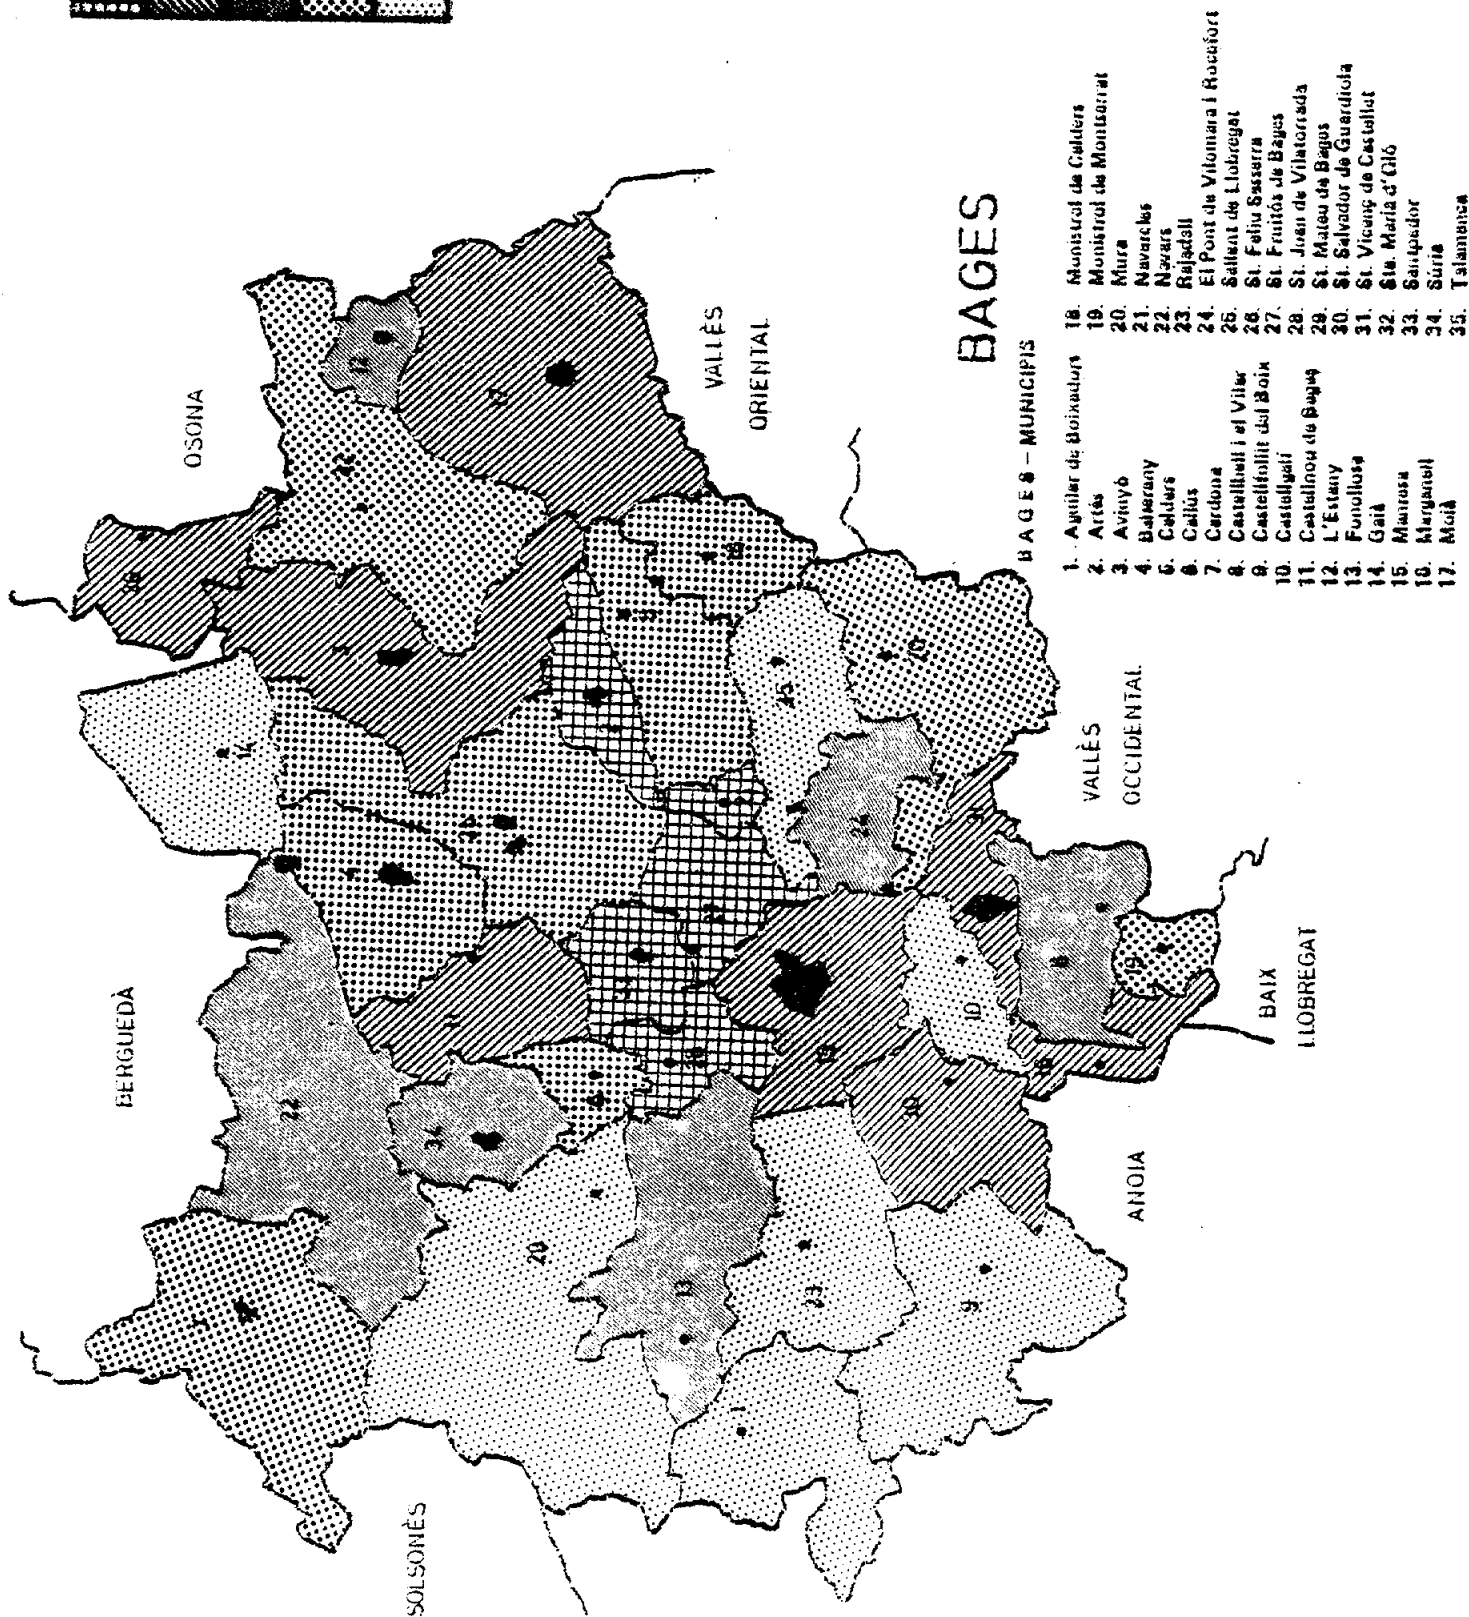 OSONA
BERGUEDÀ
SOLSONÈS
VALLÈS
ORIENTAL
VALLÈS
OCCIDENTAL
BAIX
LLOBREGAT
ANOIA
BAGES
BAGES - MUNICIPIS
1. Aguilar de Boixadors
2. Artés
3. Avinyó
4. Balsareny
5. Calders
6. Callús
7. Cardona
8. Castellbell i el Vilar
9. Castellfollit del Boix
10. Castellgalí
11. Castellnou de Bages
12. L'Estany
13. Fonollosa
14. Gaià
15. Manresa
16. Marganell
17. Moià
18. Monistrol de Calders
19. Monistrol de Montserrat
20. Mura
21. Navarcles
22. Navars
23. Rajadell
24. El Pont de Vilomara i Rocafort
25. Sallent de Llobregat
26. St. Feliu Sasserra
27. St. Fruitós de Bages
28. St. Joan de Vilatorrada
29. St. Mateu de Bages
30. St. Salvador de Guardiola
31. St. Vicenç de Castellet
32. Sta. Maria d'Oló
33. Santpedor
34. Súria
35. Talamanca